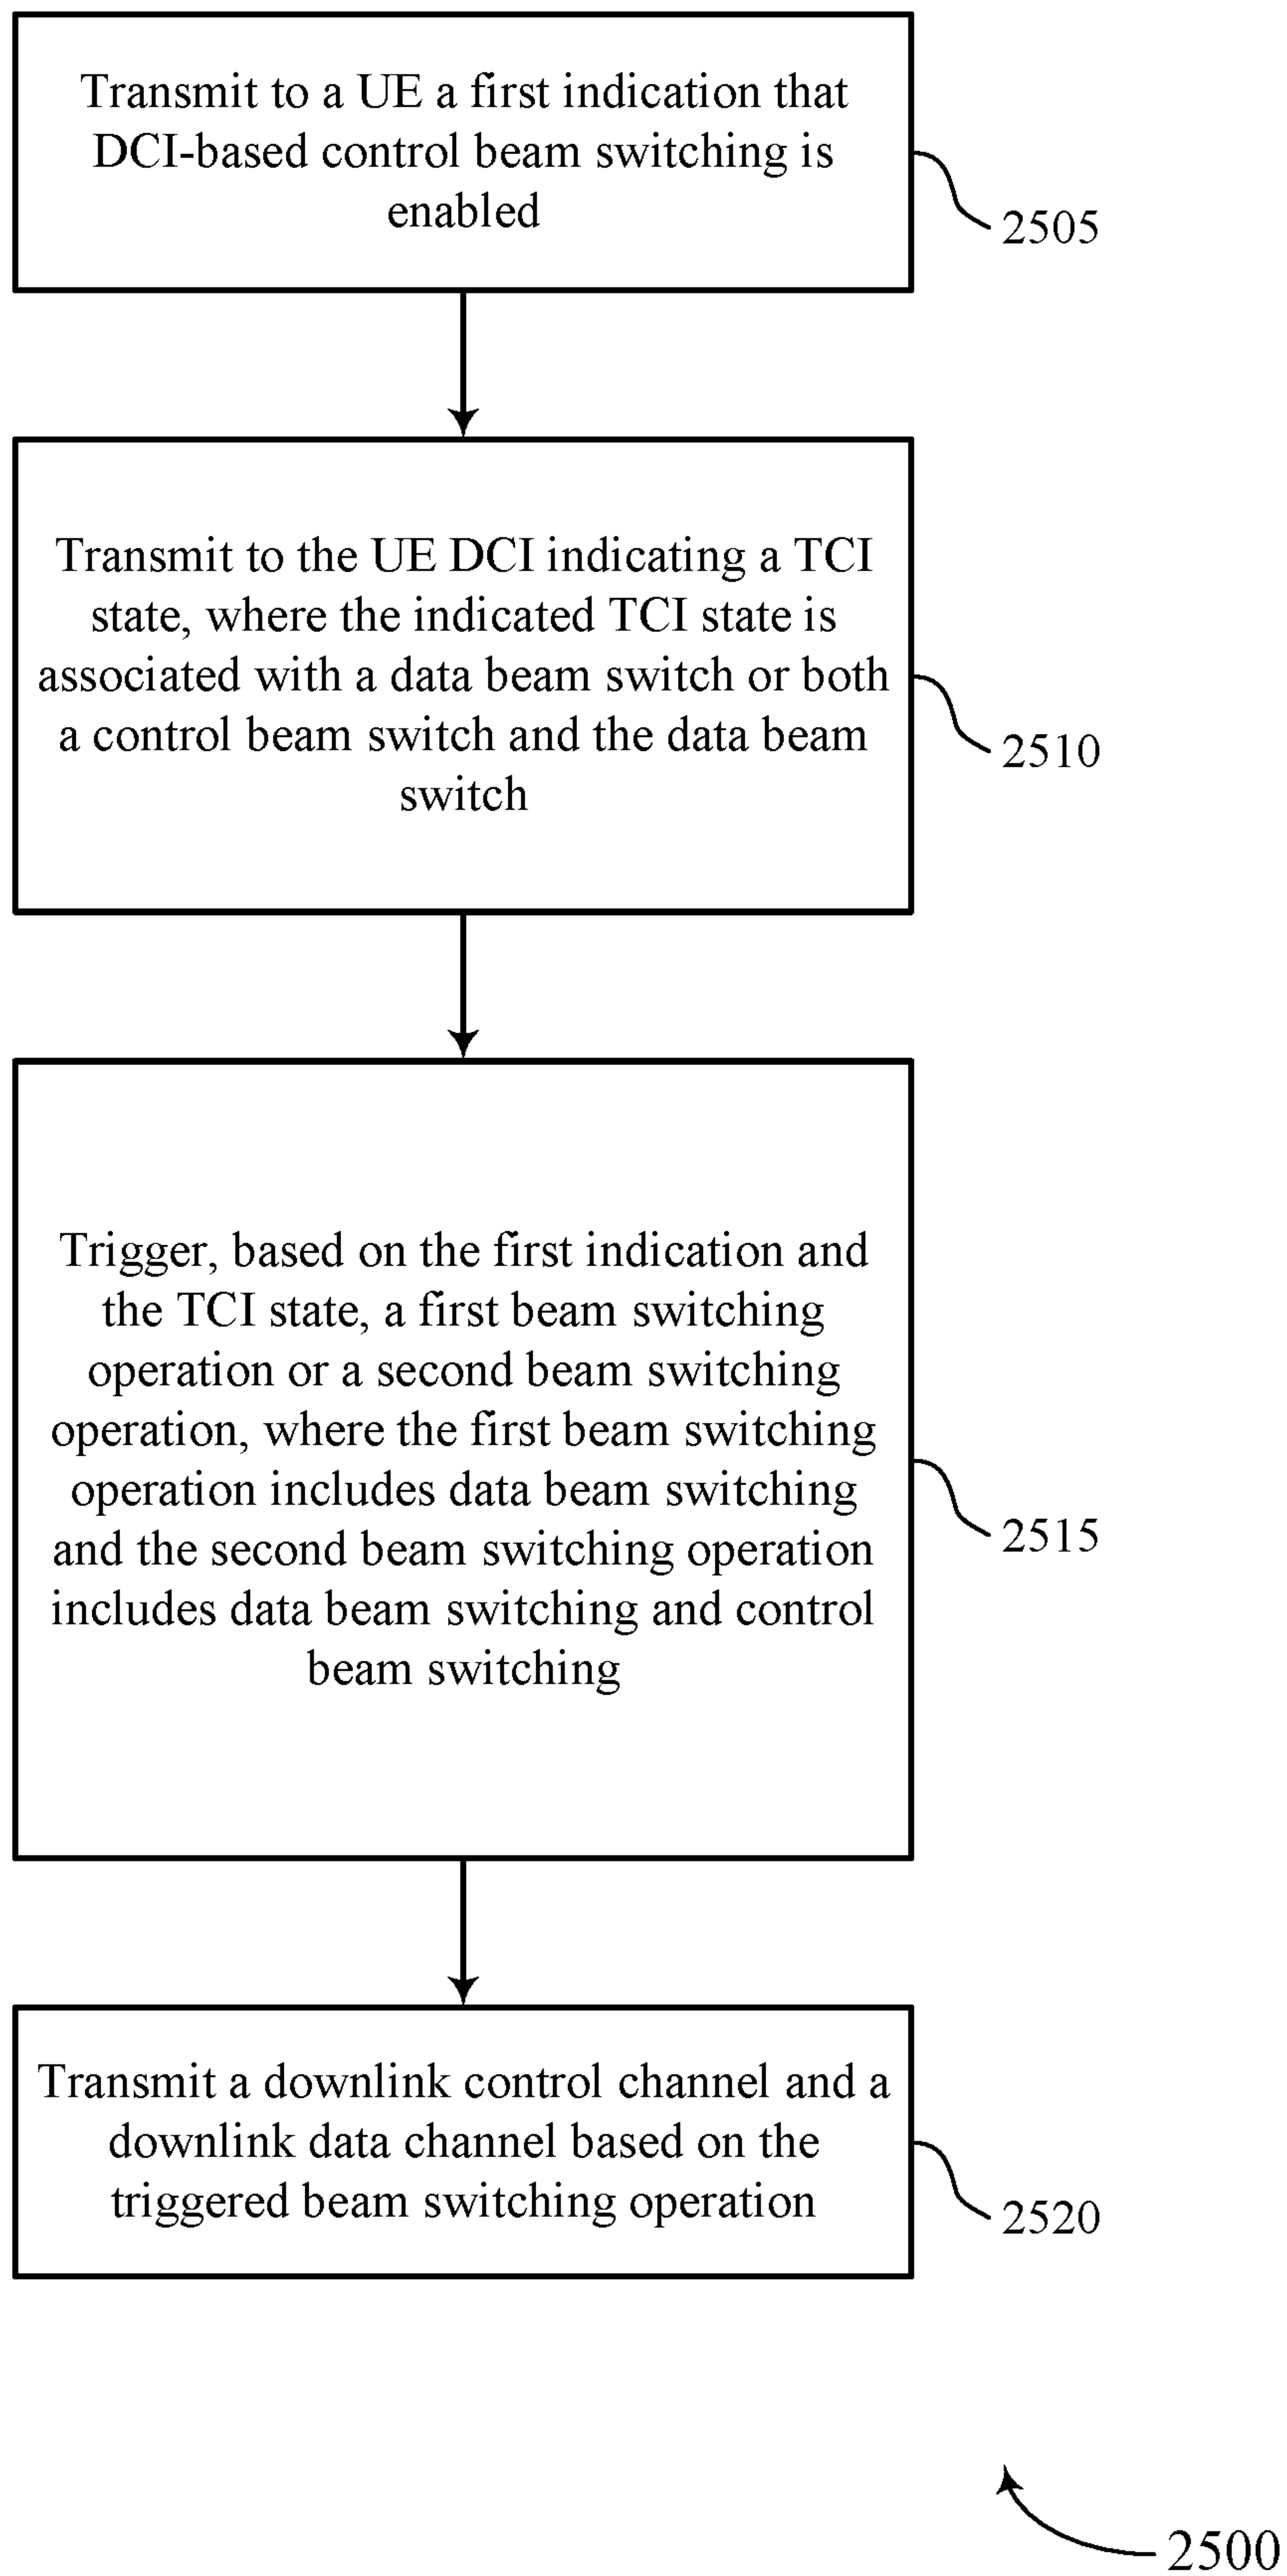 Transmit to a UE a first indication that
DCI-based control beam switching is
enabled
2505
Transmit to the UE DCI indicating a TCI
state, where the indicated TCI state is
associated with a data beam switch or both
a control beam switch and the data beam
switch
2510
Trigger, based on the first indication and
the TCI state, a first beam switching
operation or a second beam switching
operation, where the first beam switching
operation includes data beam switching
and the second beam switching operation
includes data beam switching and control
beam switching
2515
Transmit a downlink control channel and a
downlink data channel based on the
triggered beam switching operation
2520
2500